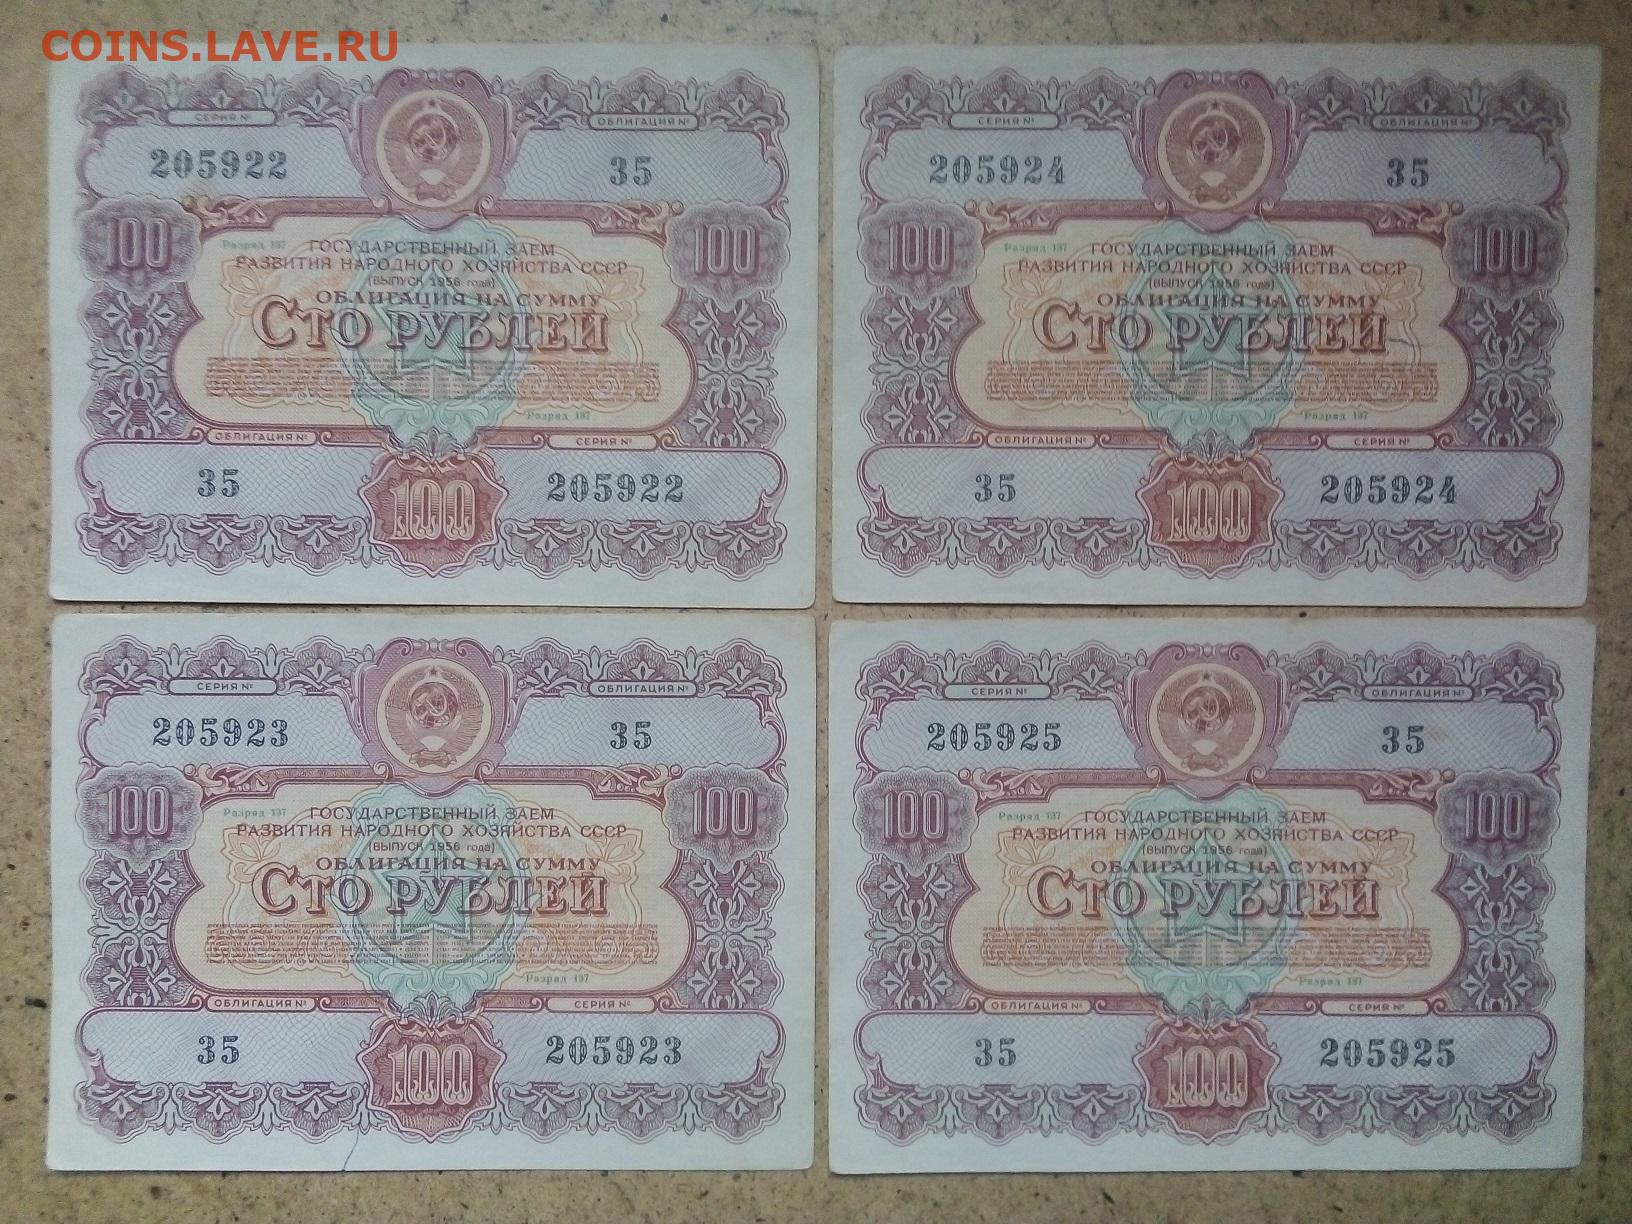 COINS.LAVE.RU
СЕРИЯ № ОБЛИГАЦИЯ №
205922 35
100 100
Разряд 137 ГОСУДАРСТВЕННЫЙ ЗАЕМ
РАЗВИТИЯ НАРОДНОГО ХОЗЯЙСТВА СССР
(ВЫПУСК 1956 года)
ОБЛИГАЦИЯ НА СУММУ
СТО РУБЛЕЙ
Разряд 137
ОБЛИГАЦИЯ № СЕРИЯ №
35 100 205922
СЕРИЯ № ОБЛИГАЦИЯ №
205924 35
100 100
Разряд 137 ГОСУДАРСТВЕННЫЙ ЗАЕМ
РАЗВИТИЯ НАРОДНОГО ХОЗЯЙСТВА СССР
(ВЫПУСК 1956 года)
ОБЛИГАЦИЯ НА СУММУ
СТО РУБЛЕЙ
Разряд 137
ОБЛИГАЦИЯ № СЕРИЯ №
35 100 205924
СЕРИЯ № ОБЛИГАЦИЯ №
205923 35
100 100
Разряд 137 ГОСУДАРСТВЕННЫЙ ЗАЕМ
РАЗВИТИЯ НАРОДНОГО ХОЗЯЙСТВА СССР
(ВЫПУСК 1956 года)
ОБЛИГАЦИЯ НА СУММУ
СТО РУБЛЕЙ
Разряд 137
ОБЛИГАЦИЯ № СЕРИЯ №
35 100 205923
СЕРИЯ № ОБЛИГАЦИЯ №
205925 35
100 100
Разряд 137 ГОСУДАРСТВЕННЫЙ ЗАЕМ
РАЗВИТИЯ НАРОДНОГО ХОЗЯЙСТВА СССР
(ВЫПУСК 1956 года)
ОБЛИГАЦИЯ НА СУММУ
СТО РУБЛЕЙ
Разряд 137
ОБЛИГАЦИЯ № СЕРИЯ №
35 100 205925